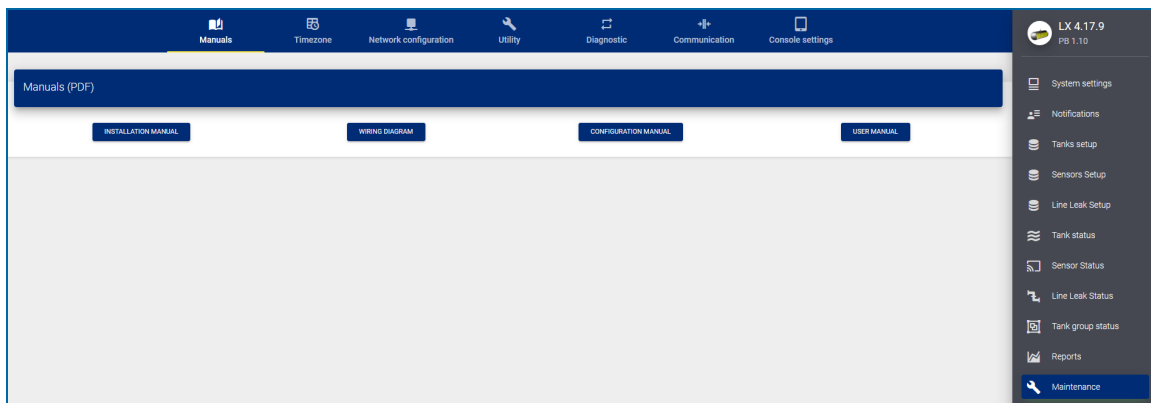 Manuals
Timezone
Network configuration
Utility
Diagnostic
Communication
Console settings
Manuals (PDF)
INSTALLATION MANUAL
WIRING DIAGRAM
CONFIGURATION MANUAL
USER MANUAL
LX 4.17.9
PB 1.10
System settings
Notifications
Tanks setup
Sensors Setup
Line Leak Setup
Tank status
Sensor Status
Line Leak Status
Tank group status
Reports
Maintenance